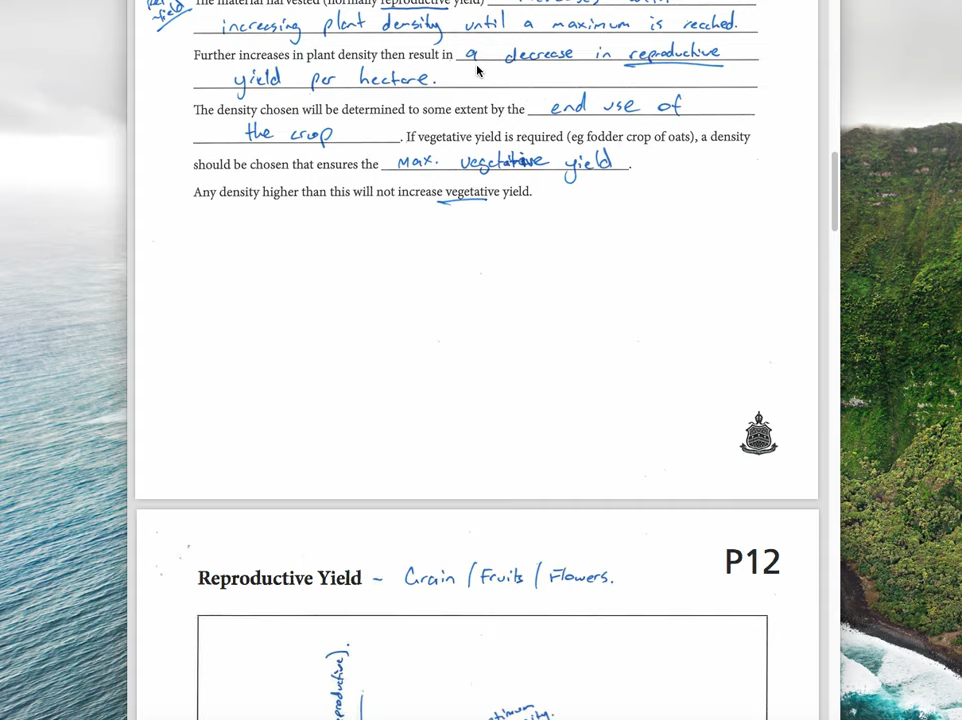 The material harvested (normally reproductive yield)
increasing plant density until a maximum is reached.
Further increases in plant density then result in a decrease in reproductive
yield per hectare.
The density chosen will be determined to some extent by the end use of
the crop. If vegetative yield is required (eg fodder crop of oats), a density
should be chosen that ensures the max. vegetative yield.
Any density higher than this will not increase vegetative yield.
P12
Reproductive Yield ~ Grain / Fruits / Flowers.